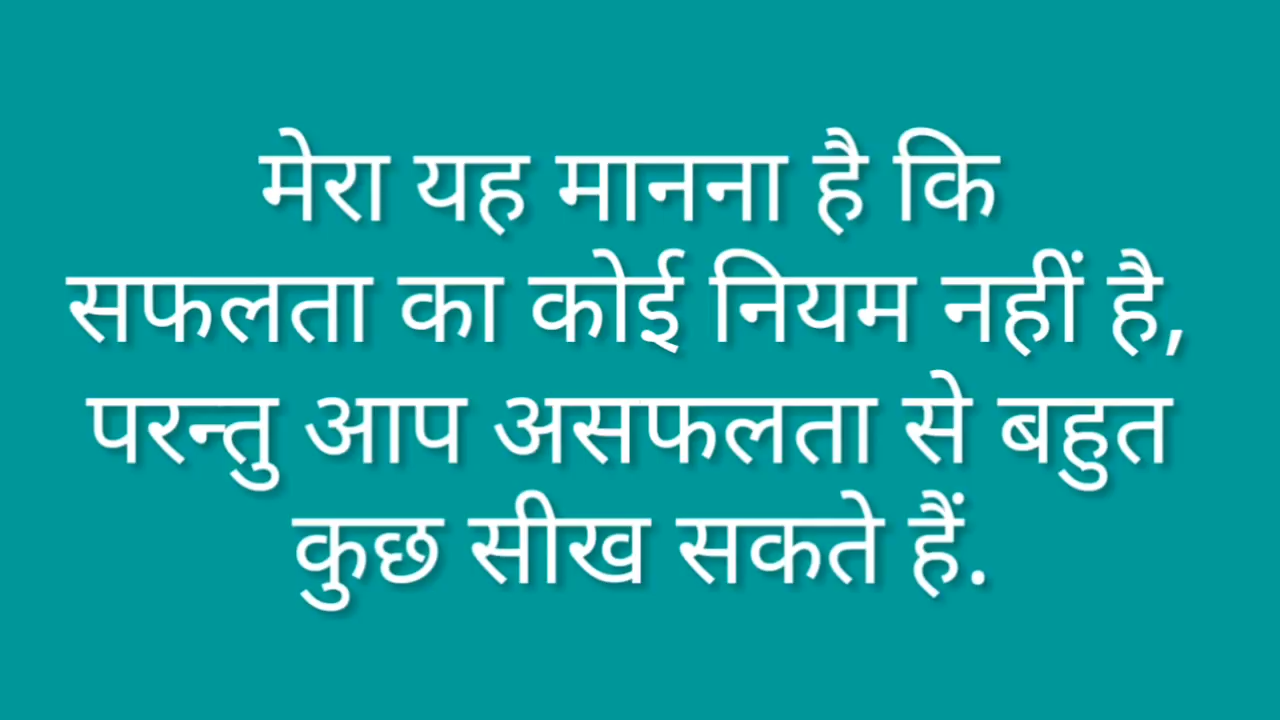 मेरा यह मानना है कि
सफलता का कोई नियम नहीं है,
परन्तु आप असफलता से बहुत
कुछ सीख सकते हैं.